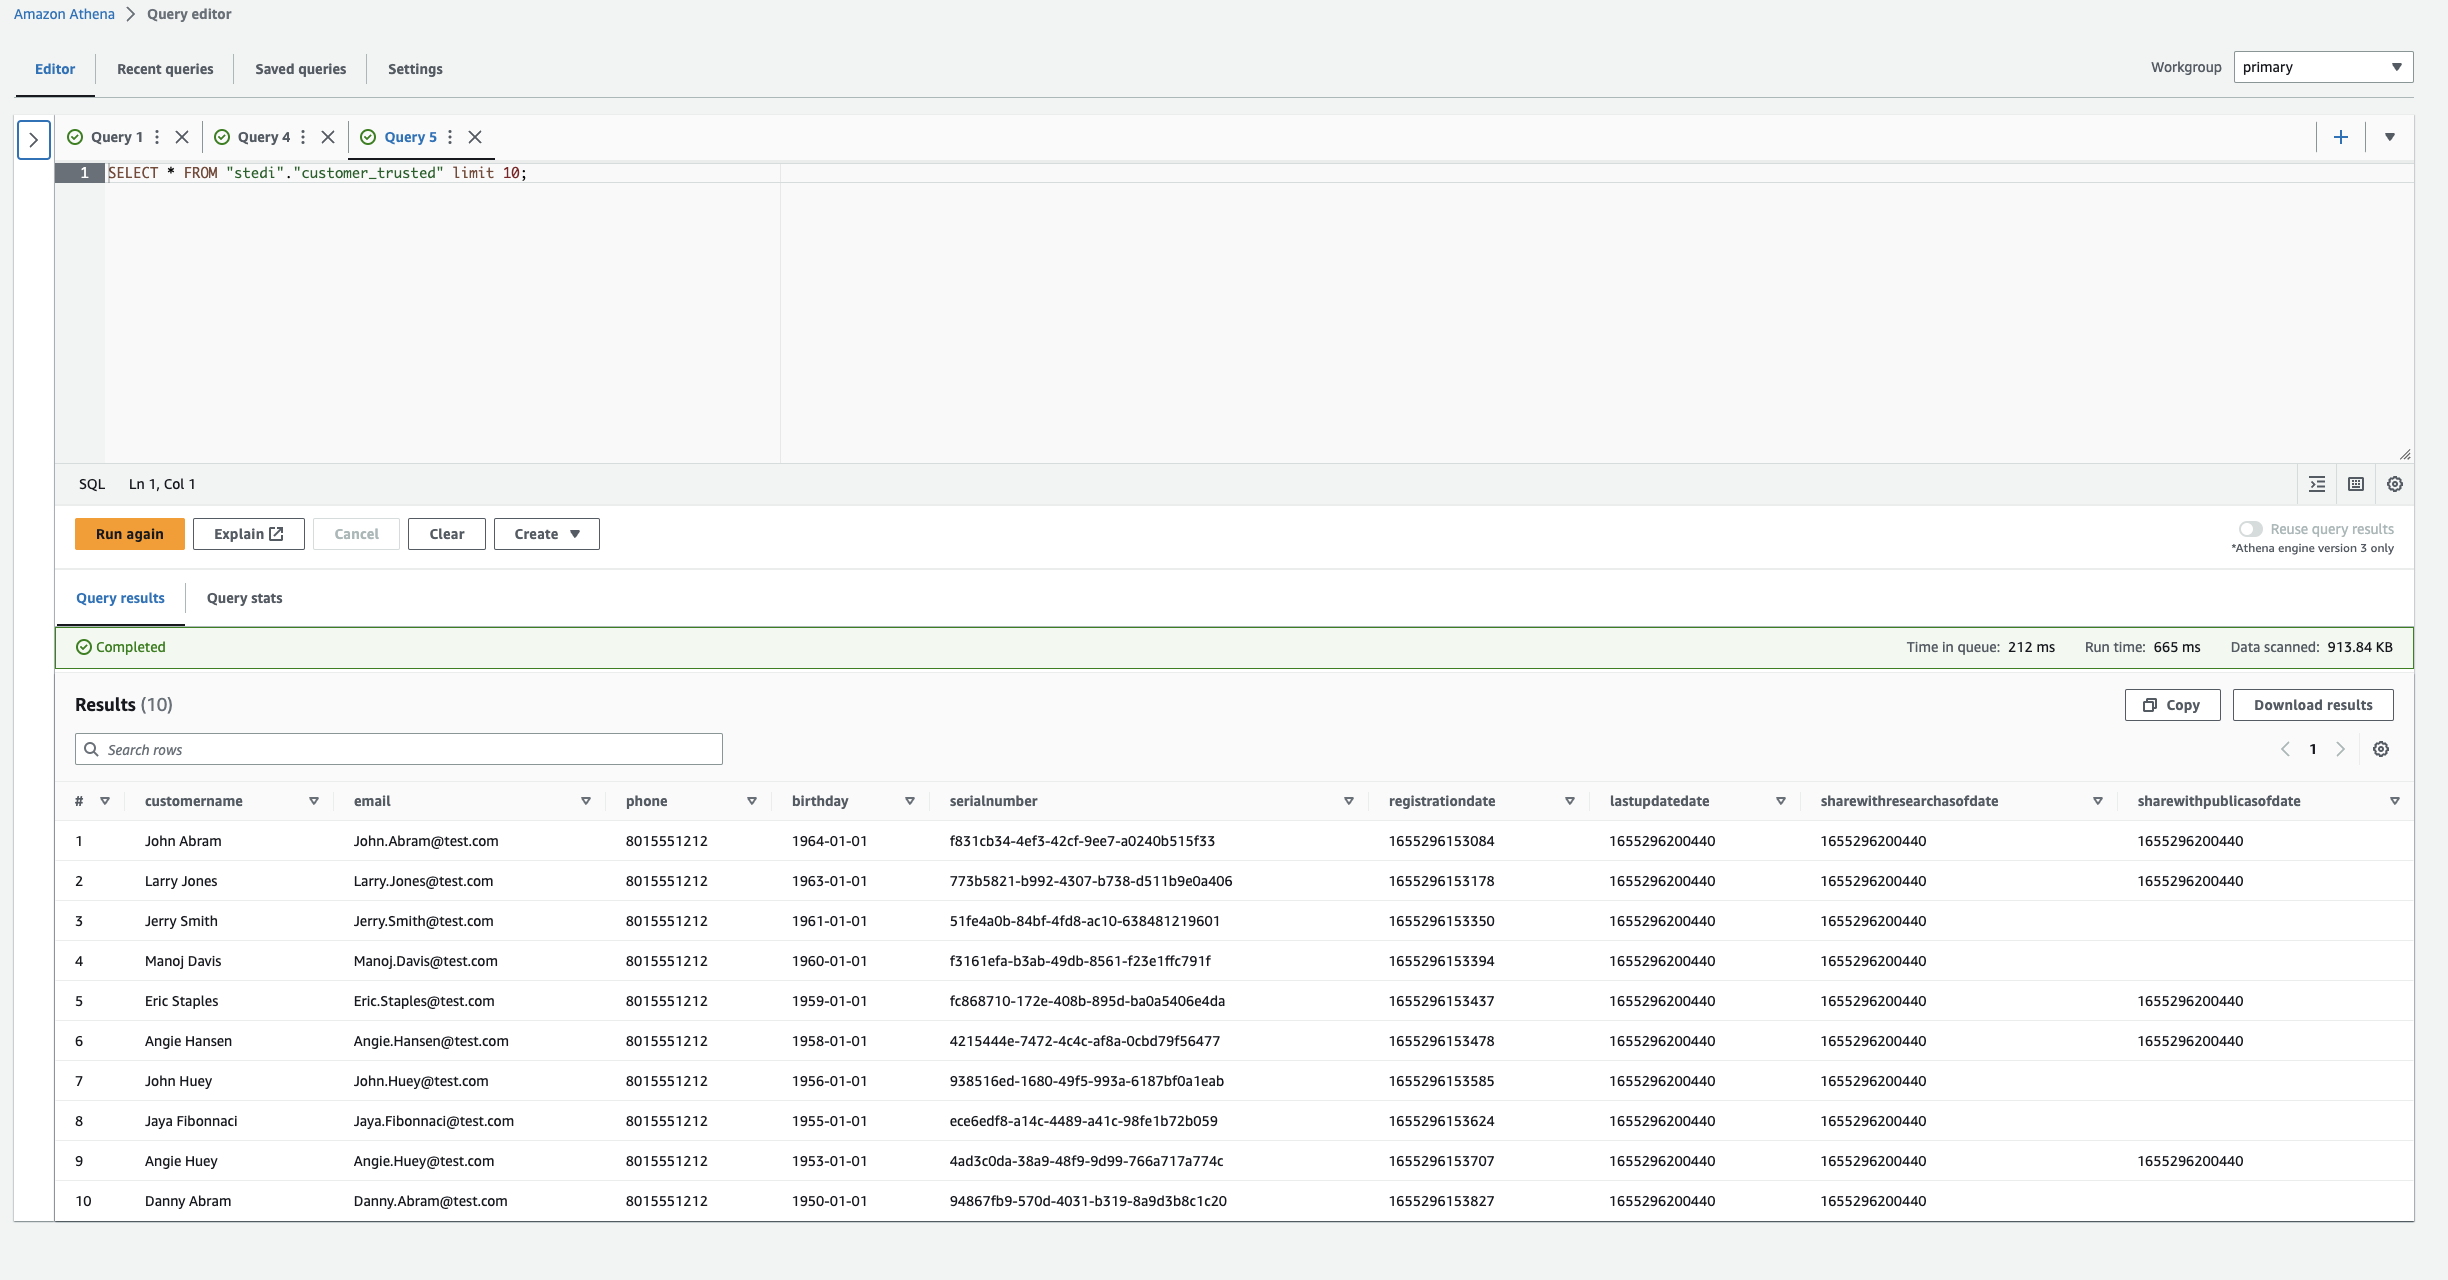 Amazon Athena > Query editor
Editor Recent queries Saved queries Settings Workgroup primary
Query 1 Query 4 Query 5
1 SELECT * FROM "stedi"."customer_trusted" limit 10;
SQL Ln 1, Col 1
Run again Explain Cancel Clear Create Reuse query results
*Athena engine version 3 only
Query results Query stats
Completed Time in queue: 212 ms Run time: 665 ms Data scanned: 913.84 KB
Results (10) Copy Download results
Search rows 1
# customername email phone birthday serialnumber registrationdate lastupdatedate sharewithresearchasofdate sharewithpublicasofdate
1 John Abram John.Abram@test.com 8015551212 1964-01-01 f831cb34-4ef3-42cf-9ee7-a0240b515f33 1655296153084 1655296200440 1655296200440 1655296200440
2 Larry Jones Larry.Jones@test.com 8015551212 1963-01-01 773b5821-b992-4307-b738-d511b9e0a406 1655296153178 1655296200440 1655296200440 1655296200440
3 Jerry Smith Jerry.Smith@test.com 8015551212 1961-01-01 51fe4a0b-84bf-4fd8-ac10-638481219601 1655296153350 1655296200440 1655296200440
4 Manoj Davis Manoj.Davis@test.com 8015551212 1960-01-01 f3161efa-b3ab-49db-8561-f23e1ffc791f 1655296153394 1655296200440 1655296200440
5 Eric Staples Eric.Staples@test.com 8015551212 1959-01-01 fc868710-172e-408b-895d-ba0a5406e4da 1655296153437 1655296200440 1655296200440 1655296200440
6 Angie Hansen Angie.Hansen@test.com 8015551212 1958-01-01 4215444e-7472-4c4c-af8a-0cbd79f56477 1655296153478 1655296200440 1655296200440 1655296200440
7 John Huey John.Huey@test.com 8015551212 1956-01-01 938516ed-1680-49f5-993a-6187bf0a1eab 1655296153585 1655296200440 1655296200440
8 Jaya Fibonnaci Jaya.Fibonnaci@test.com 8015551212 1955-01-01 ece6edf8-a14c-4489-a41c-98fe1b72b059 1655296153624 1655296200440 1655296200440
9 Angie Huey Angie.Huey@test.com 8015551212 1953-01-01 4ad3c0da-38a9-48f9-9d99-766a717a774c 1655296153707 1655296200440 1655296200440 1655296200440
10 Danny Abram Danny.Abram@test.com 8015551212 1950-01-01 94867fb9-570d-4031-b319-8a9d3b8c1c20 1655296153827 1655296200440 1655296200440